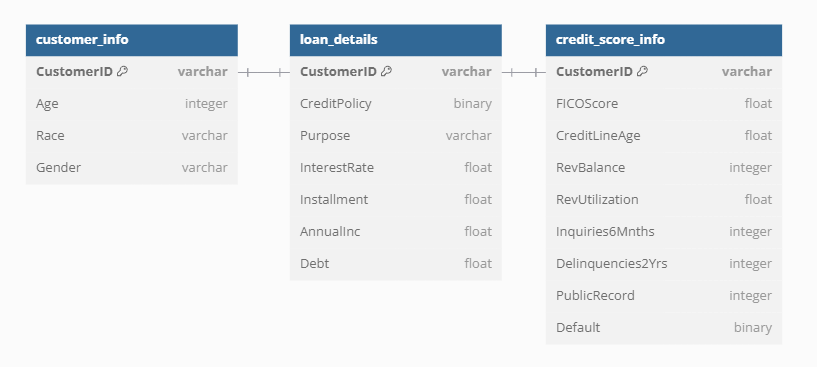 customer_info
CustomerID varchar
Age integer
Race varchar
Gender varchar
loan_details
CustomerID varchar
CreditPolicy binary
Purpose varchar
InterestRate float
Installment float
AnnualInc float
Debt float
credit_score_info
CustomerID varchar
FICOScore float
CreditLineAge float
RevBalance integer
RevUtilization float
Inquiries6Mnths integer
Delinquencies2Yrs integer
PublicRecord integer
Default binary